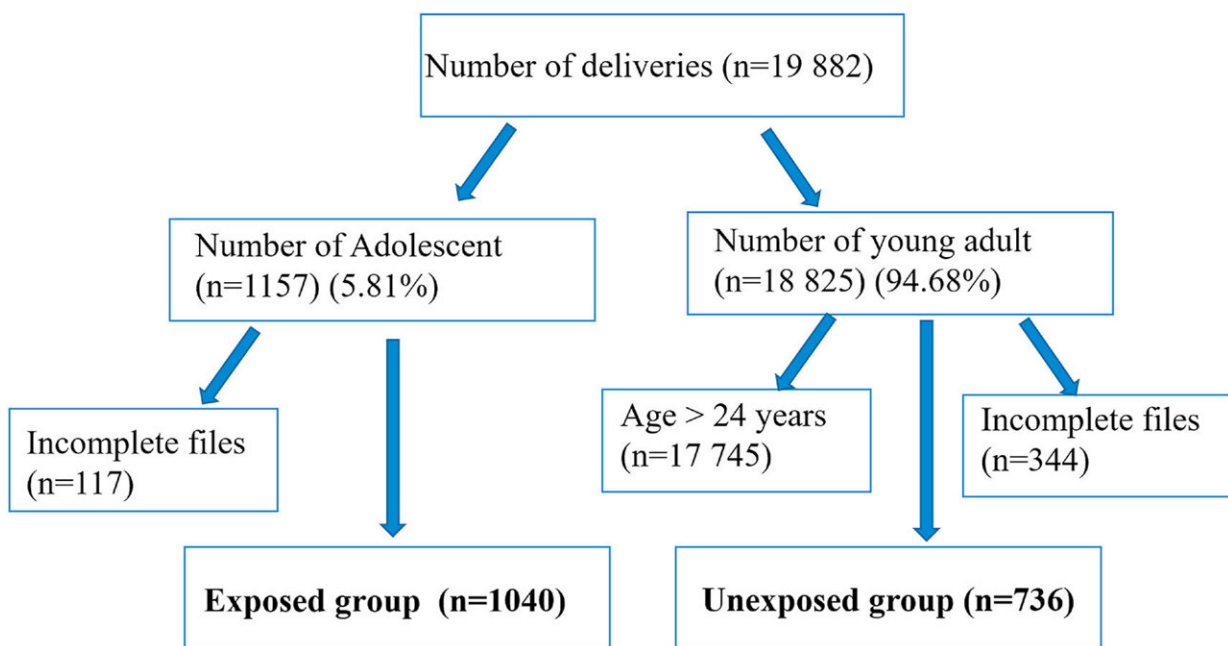 Number of deliveries (n=19 882)
Number of Adolescent
(n=1157) (5.81%)
Number of young adult
(n=18 825) (94.68%)
Incomplete files
(n=117)
Age > 24 years
(n=17 745)
Incomplete files
(n=344)
Exposed group (n=1040)
Unexposed group (n=736)